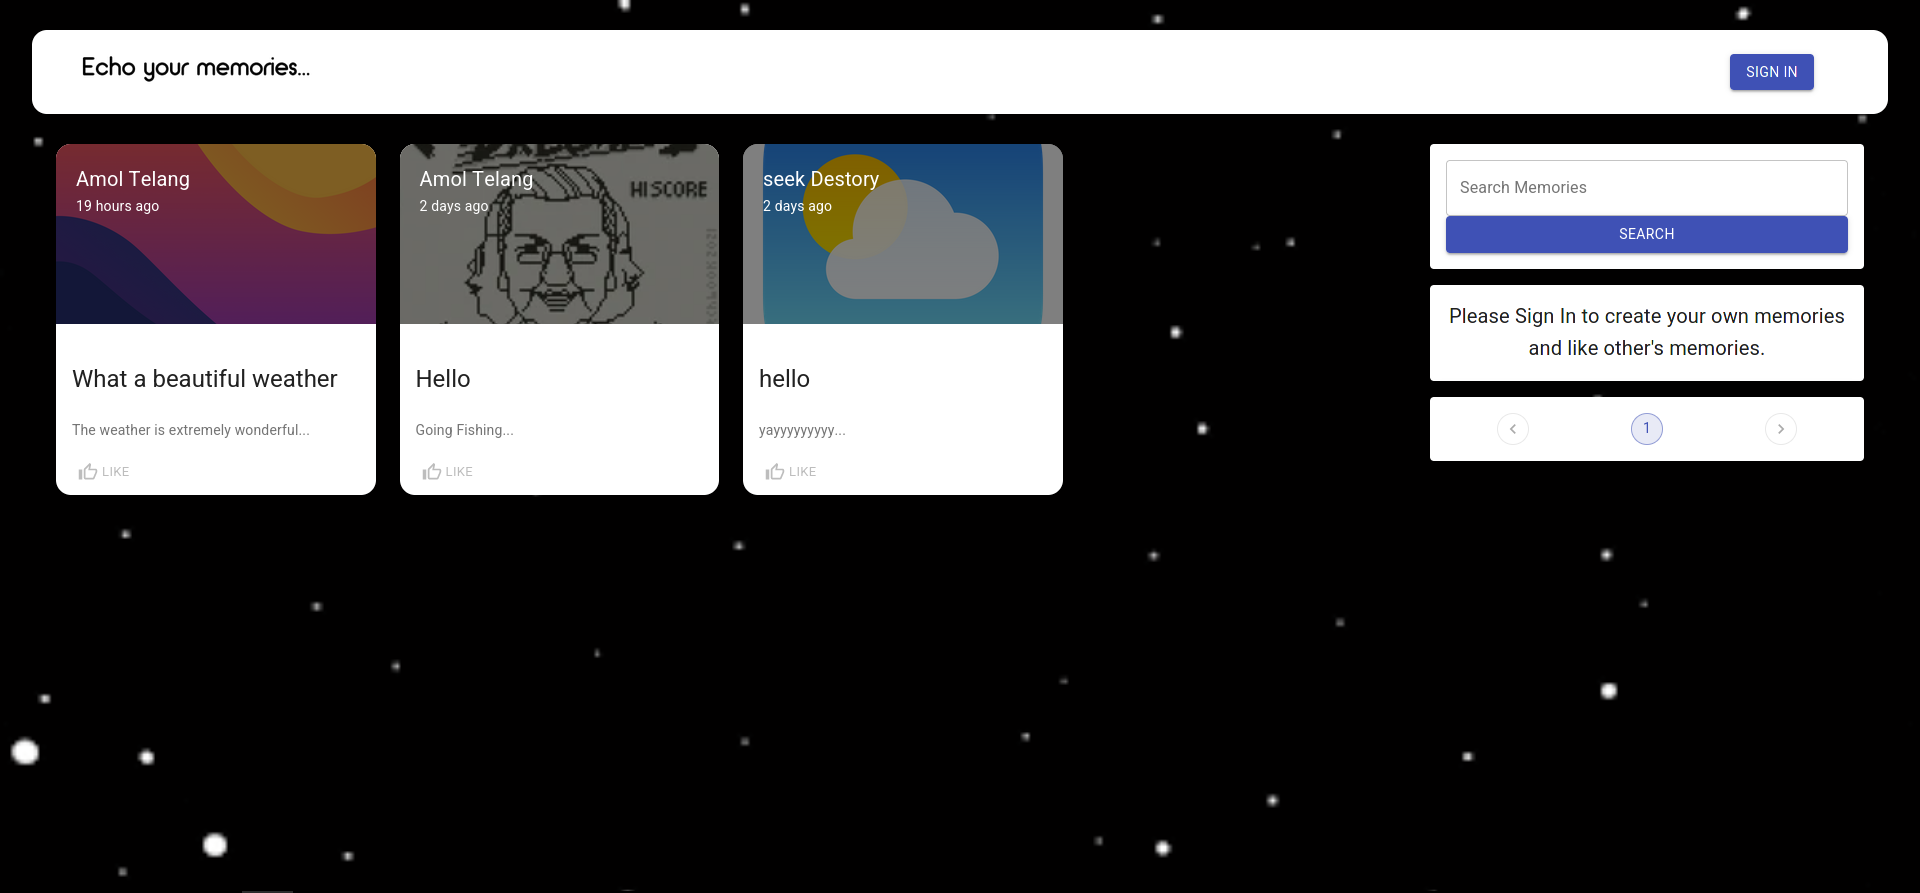 Echo your memories...
SIGN IN
Amol Telang
19 hours ago
What a beautiful weather
The weather is extremely wonderful...
LIKE
Amol Telang
2 days ago
HI SCORE
Hello
Going Fishing...
LIKE
seek Destory
2 days ago
hello
yayyyyyyyyy...
LIKE
Search Memories
SEARCH
Please Sign In to create your own memories
and like other's memories.
1